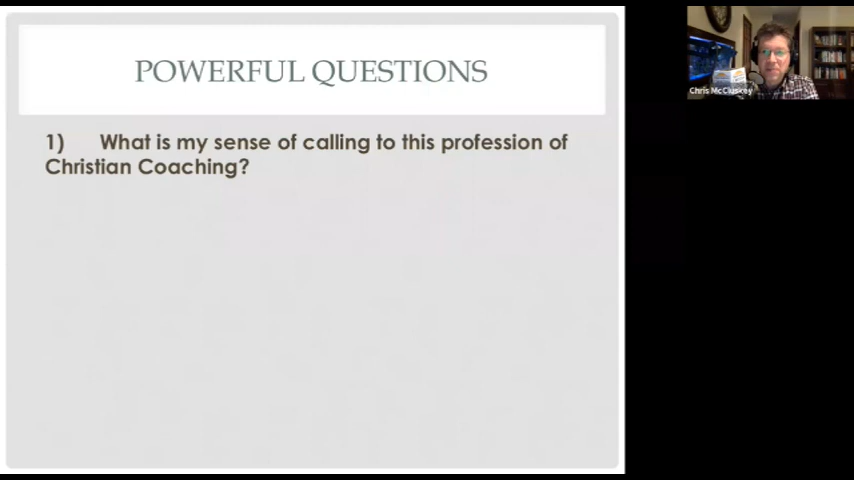 POWERFUL QUESTIONS
1) What is my sense of calling to this profession of
Christian Coaching?
Chris McCluskey